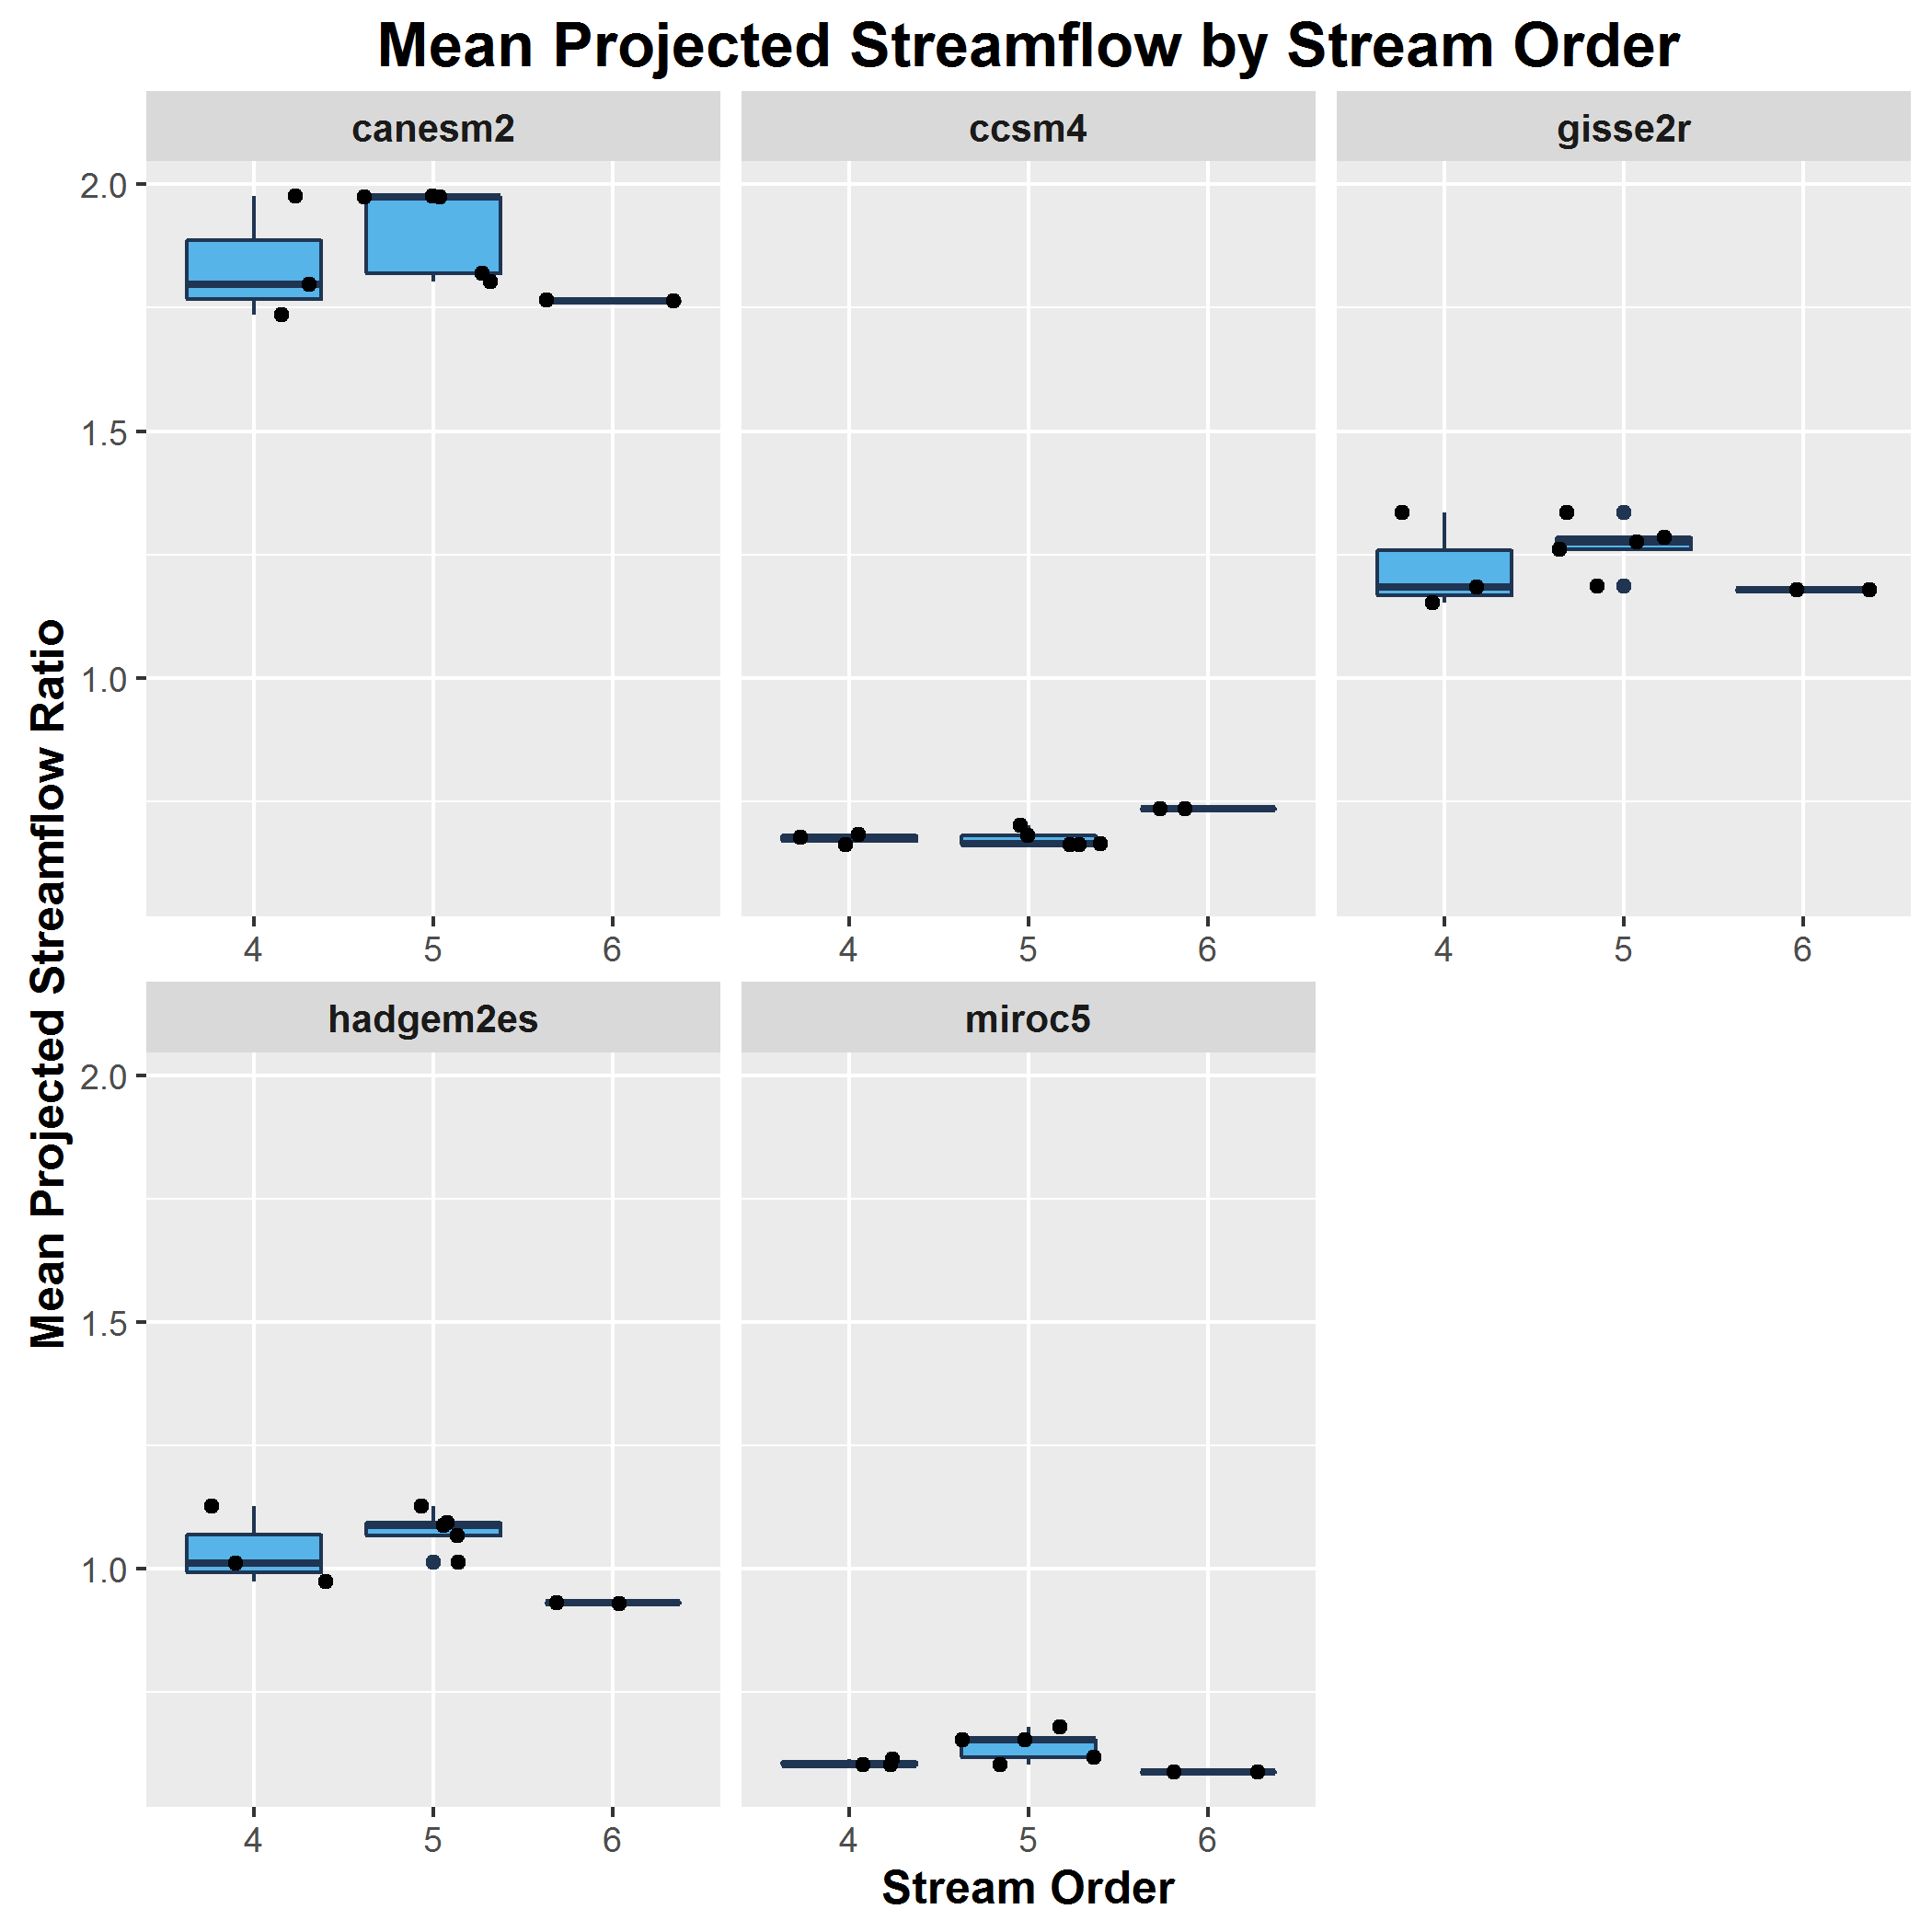 Mean Projected Streamflow by Stream Order
canesm2 ccsm4 gisse2r
2.0
1.5
1.0
4 5 6 4 5 6 4 5 6
Mean Projected Streamflow Ratio
hadgem2es miroc5
2.0
1.5
1.0
4 5 6 4 5 6
Stream Order